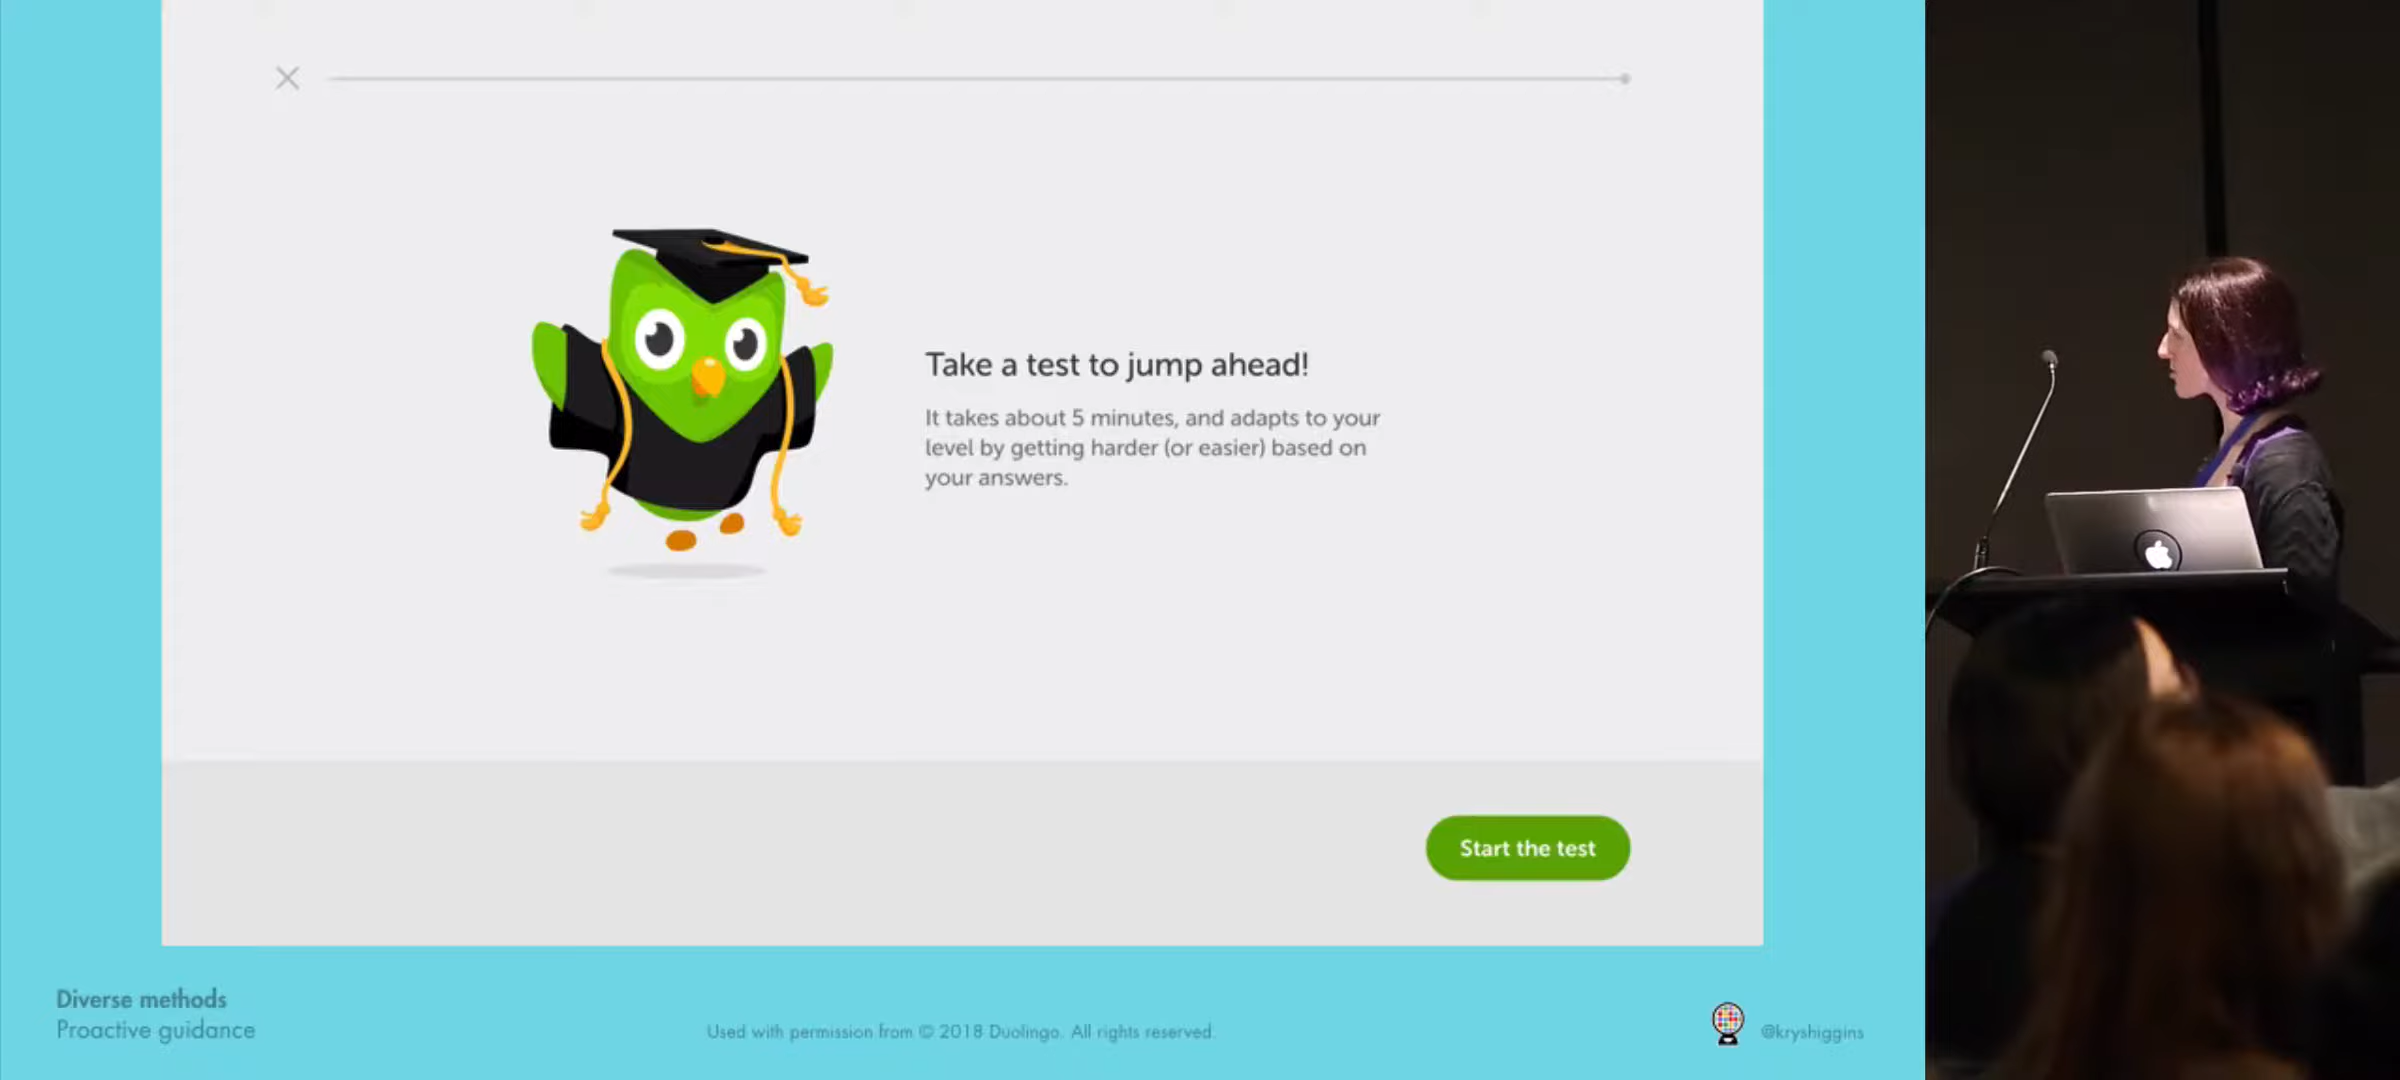 Take a test to jump ahead!
It takes about 5 minutes, and adapts to your
level by getting harder (or easier) based on
your answers.
Start the test
Diverse methods
Proactive guidance
Used with permission from © 2018 Duolingo. All rights reserved.
@kryshiggins